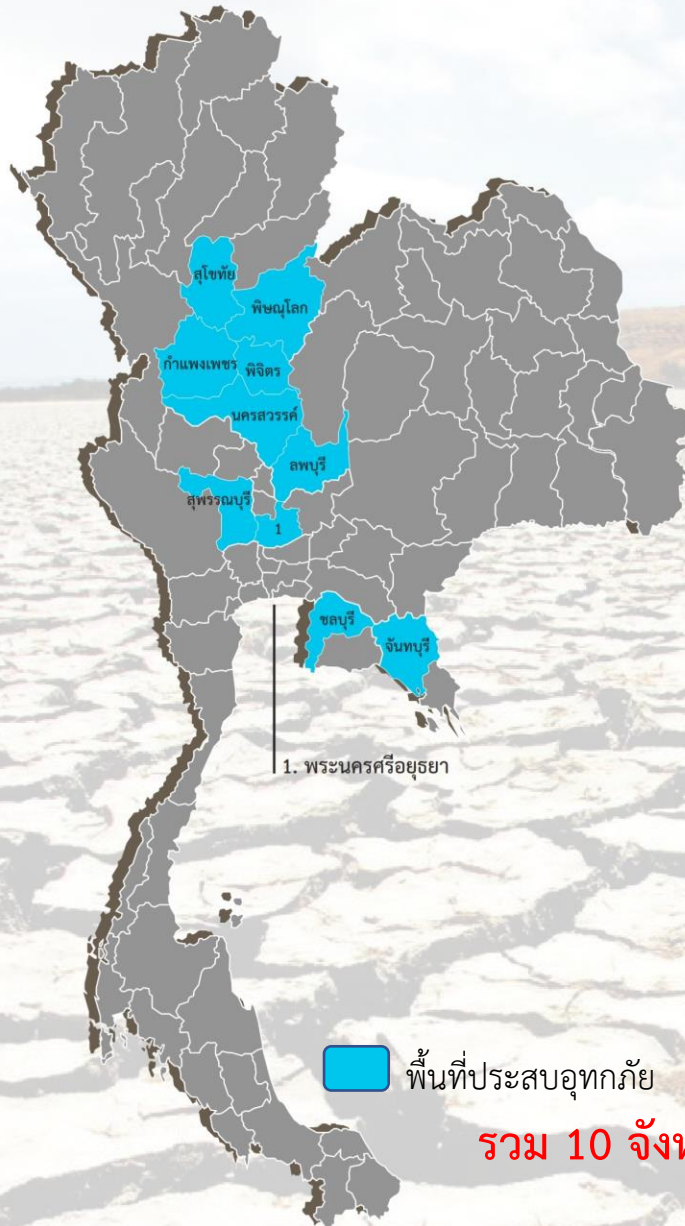 สุโขทัย
พิษณุโลก
กำแพงเพชร
พิจิตร
นครสวรรค์
ลพบุรี
สุพรรณบุรี
1
ชลบุรี
จันทบุรี
1. พระนครศรีอยุธยา
พื้นที่ประสบอุทกภัย
รวม 10